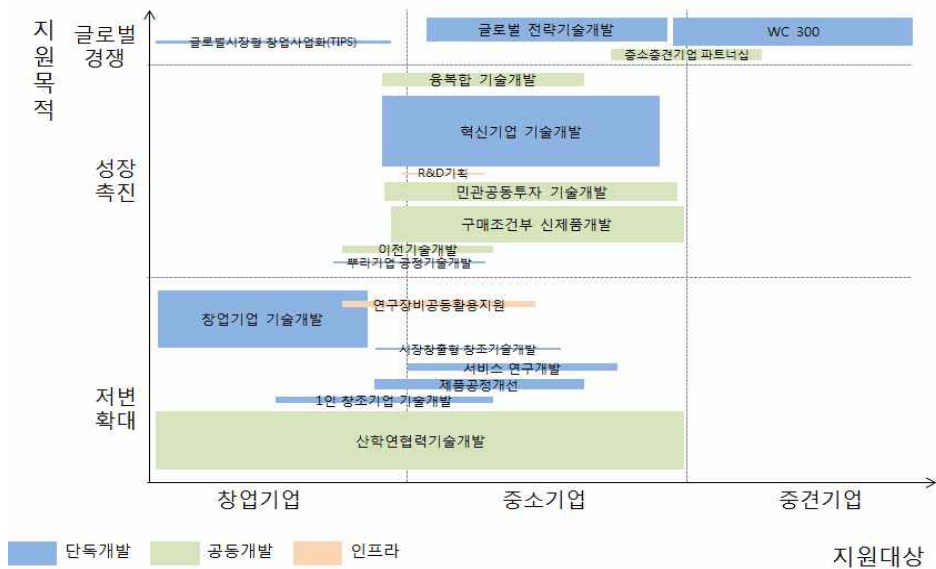 지원목적
글로벌
경쟁
글로벌시장형 창업사업화(TIPS)
글로벌 전략기술개발
WC 300
중소중견기업 파트너십
융복합 기술개발
혁신기업 기술개발
성장
촉진
R&D기획
민관공동투자 기술개발
구매조건부 신제품개발
이전기술개발
뿌리기업 공정기술개발
창업기업 기술개발
연구장비공동활용지원
시장창출형 창조기술개발
서비스 연구개발
제품공정개선
1인 창조기업 기술개발
저변
확대
산학연협력기술개발
창업기업
중소기업
중견기업
단독개발
공동개발
인프라
지원대상